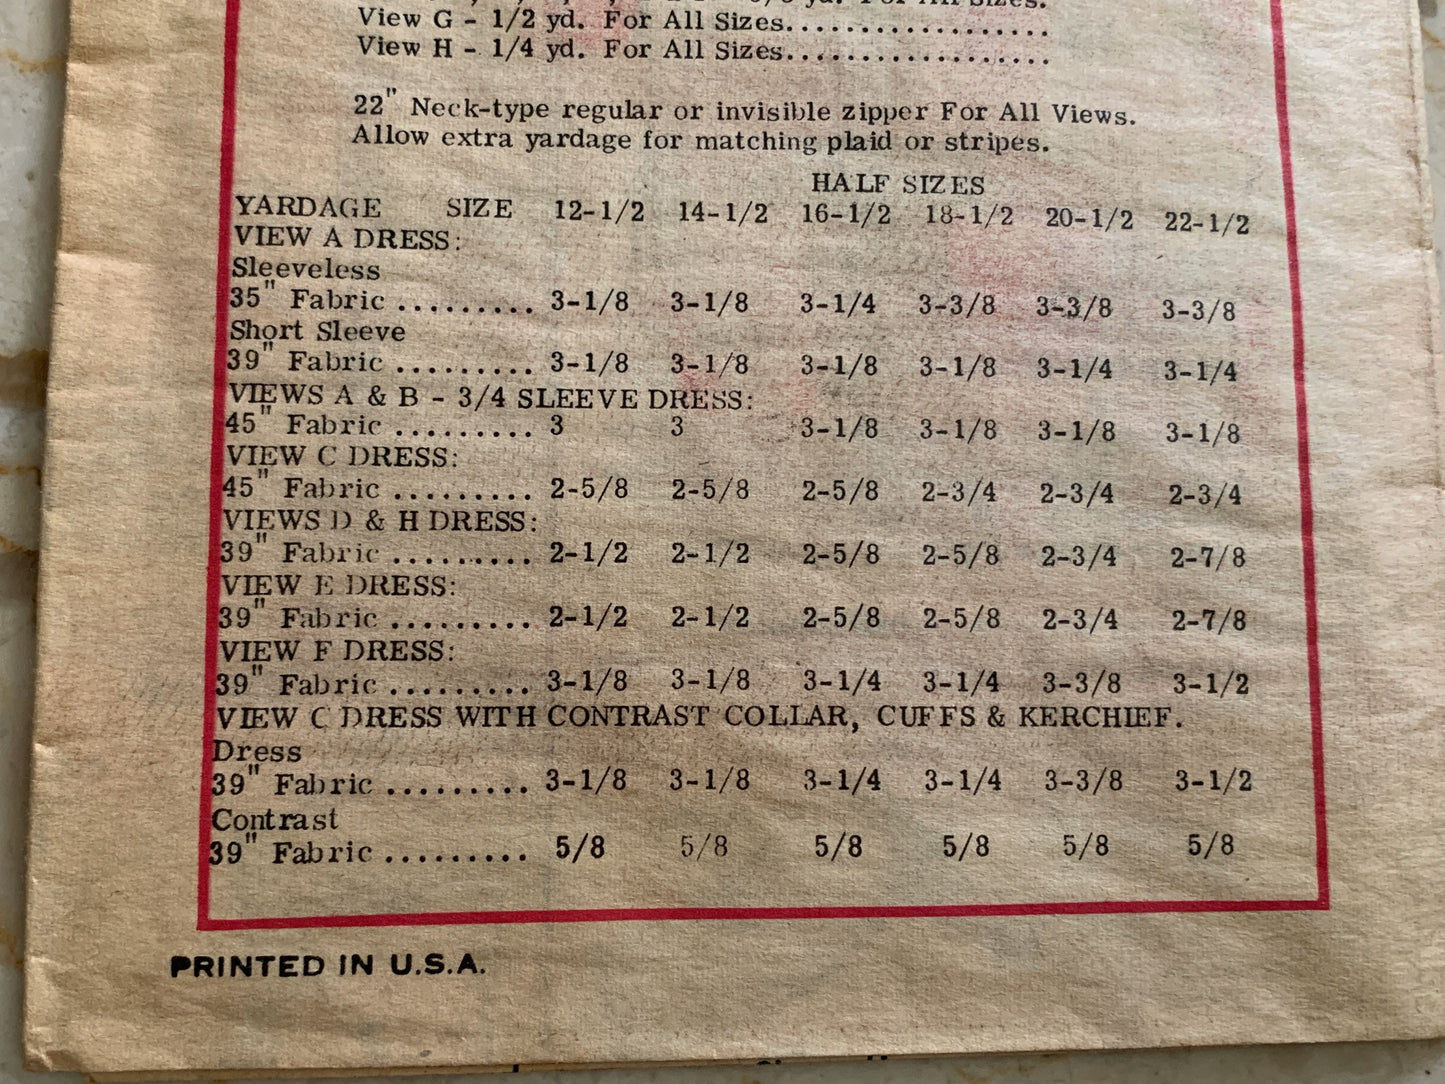 yd. For All Sizes.
View G - 1/2 yd. For All Sizes...................
View H - 1/4 yd. For All Sizes...................
22" Neck-type regular or invisible zipper For All Views.
Allow extra yardage for matching plaid or stripes.
HALF SIZES
YARDAGE SIZE 12-1/2 14-1/2 16-1/2 18-1/2 20-1/2 22-1/2
VIEW A DRESS:
Sleeveless
35" Fabric ......... 3-1/8 3-1/8 3-1/4 3-3/8 3-3/8 3-3/8
Short Sleeve
39" Fabric ......... 3-1/8 3-1/8 3-1/8 3-1/8 3-1/4 3-1/4
VIEWS A & B - 3/4 SLEEVE DRESS:
45" Fabric ......... 3 3 3-1/8 3-1/8 3-1/8 3-1/8
VIEW C DRESS:
45" Fabric ......... 2-5/8 2-5/8 2-5/8 2-3/4 2-3/4 2-3/4
VIEWS D & H DRESS:
39" Fabric ......... 2-1/2 2-1/2 2-5/8 2-5/8 2-3/4 2-7/8
VIEW E DRESS:
39" Fabric ......... 2-1/2 2-1/2 2-5/8 2-5/8 2-3/4 2-7/8
VIEW F DRESS:
39" Fabric ......... 3-1/8 3-1/8 3-1/4 3-1/4 3-3/8 3-1/2
VIEW C DRESS WITH CONTRAST COLLAR, CUFFS & KERCHIEF.
Dress
39" Fabric ......... 3-1/8 3-1/8 3-1/4 3-1/4 3-3/8 3-1/2
Contrast
39" Fabric ......... 5/8 5/8 5/8 5/8 5/8 5/8
PRINTED IN U.S.A.